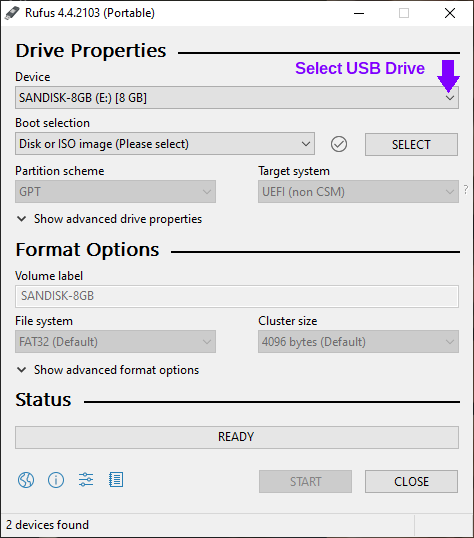 Rufus 4.4.2103 (Portable)
Drive Properties
Device
Select USB Drive
SANDISK-8GB (E:) [8 GB]
Boot selection
Disk or ISO image (Please select)
SELECT
Partition scheme
Target system
GPT
UEFI (non CSM)
?
Show advanced drive properties
Format Options
Volume label
SANDISK-8GB
File system
Cluster size
FAT32 (Default)
4096 bytes (Default)
Show advanced format options
Status
READY
START
CLOSE
2 devices found